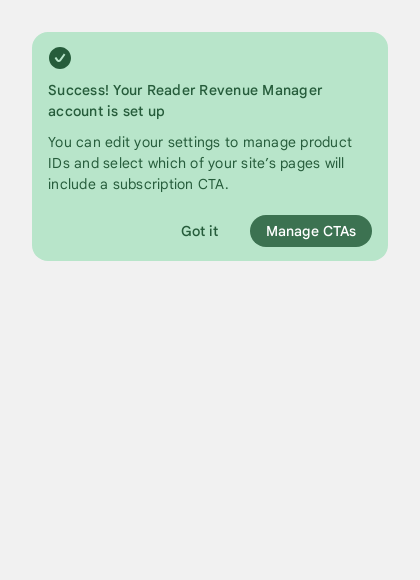 Success! Your Reader Revenue Manager
account is set up
You can edit your settings to manage product
IDs and select which of your site’s pages will
include a subscription CTA.
Got it
Manage CTAs